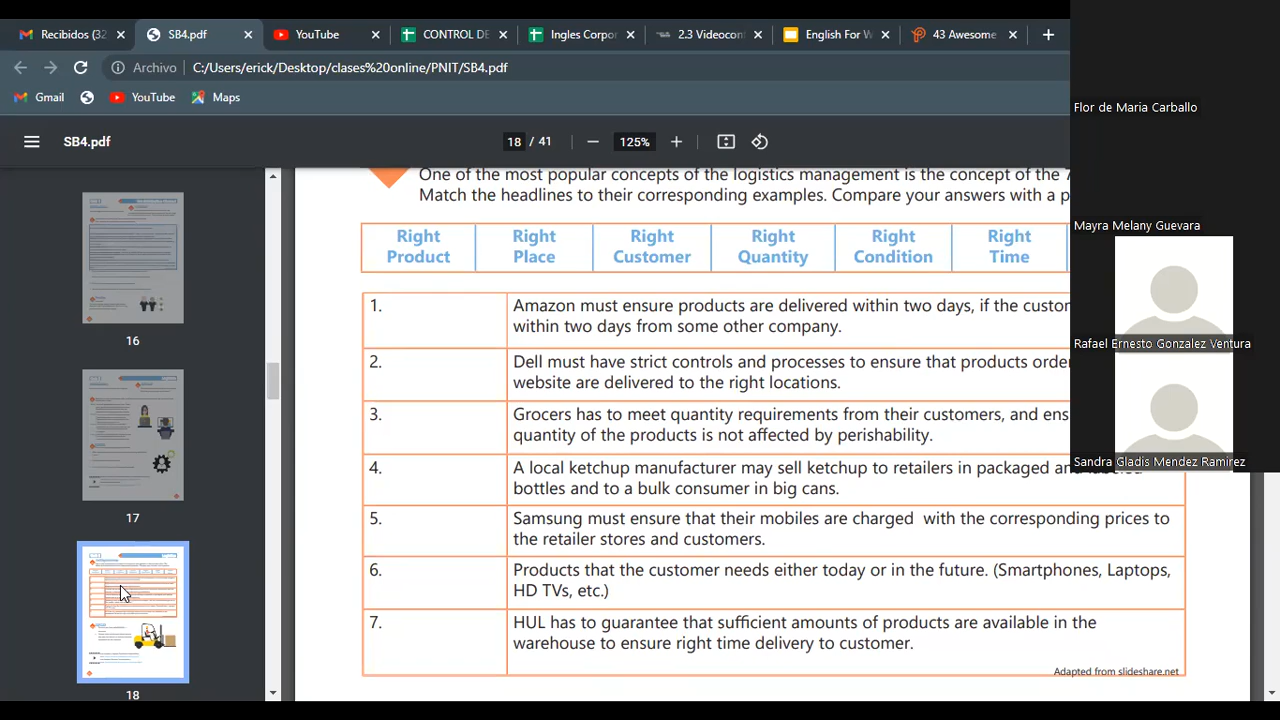 Recibidos (32
SB4.pdf
YouTube
CONTROL DE
Ingles Corpor
2.3 Videocon
English For W
43 Awesome
Archivo
C:/Users/erick/Desktop/clases%20online/PNIT/SB4.pdf
Gmail
YouTube
Maps
SB4.pdf
18 / 41
125%
Flor de Maria Carballo
Mayra Melany Guevara
Rafael Ernesto Gonzalez Ventura
Sandra Gladis Mendez Ramirez
16
17
18
One of the most popular concepts of the logistics management is the concept of the
Match the headlines to their corresponding examples. Compare your answers with a p
Right Product
Right Place
Right Customer
Right Quantity
Right Condition
Right Time
1. Amazon must ensure products are delivered within two days, if the custom
within two days from some other company.
2. Dell must have strict controls and processes to ensure that products order
website are delivered to the right locations.
3. Grocers has to meet quantity requirements from their customers, and ens
quantity of the products is not affected by perishability.
4. A local ketchup manufacturer may sell ketchup to retailers in packaged and labeled
bottles and to a bulk consumer in big cans.
5. Samsung must ensure that their mobiles are charged with the corresponding prices to
the retailer stores and customers.
6. Products that the customer needs either today or in the future (Smartphones, Laptops,
HD TVs, etc.)
7. HUL has to guarantee that sufficient amounts of products are available in the
warehouse to ensure right time delivery to customer.
Adapted from slideshare.net